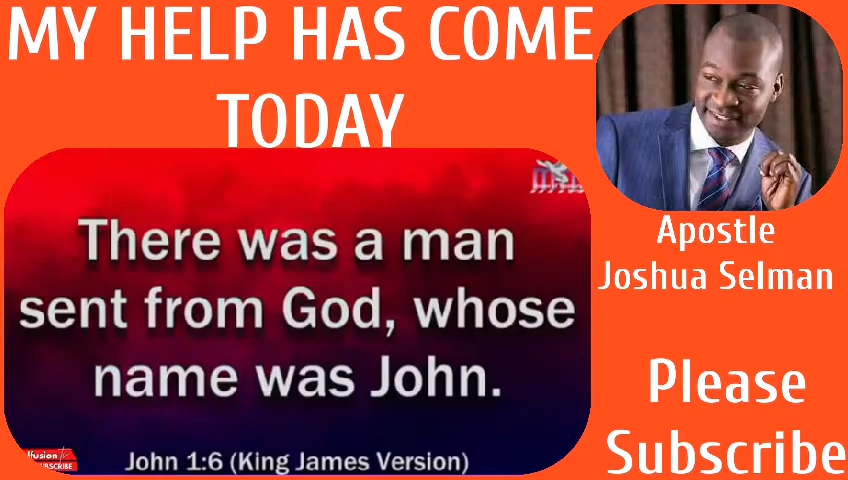 MY HELP HAS COME
TODAY
There was a man
sent from God, whose
name was John.
John 1:6 (King James Version)
Apostle
Joshua Selman
Please
Subscribe